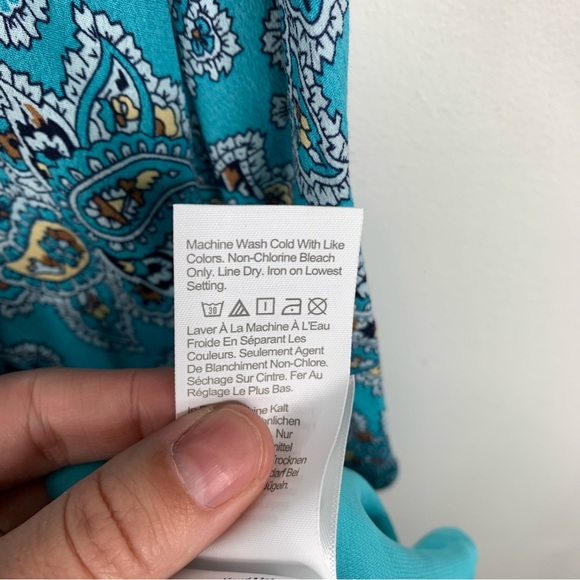 Machine Wash Cold With Like
Colors. Non-Chlorine Bleach
Only. Line Dry. Iron on Lowest
Setting.
30
Laver À La Machine À L'Eau
Froide En Séparant Les
Couleurs. Seulement Agent
De Blanchiment Non-Chlore.
Séchage Sur Cintre. Fer Au
Réglage Le Plus Bas.
Kalt
Nur
Bei